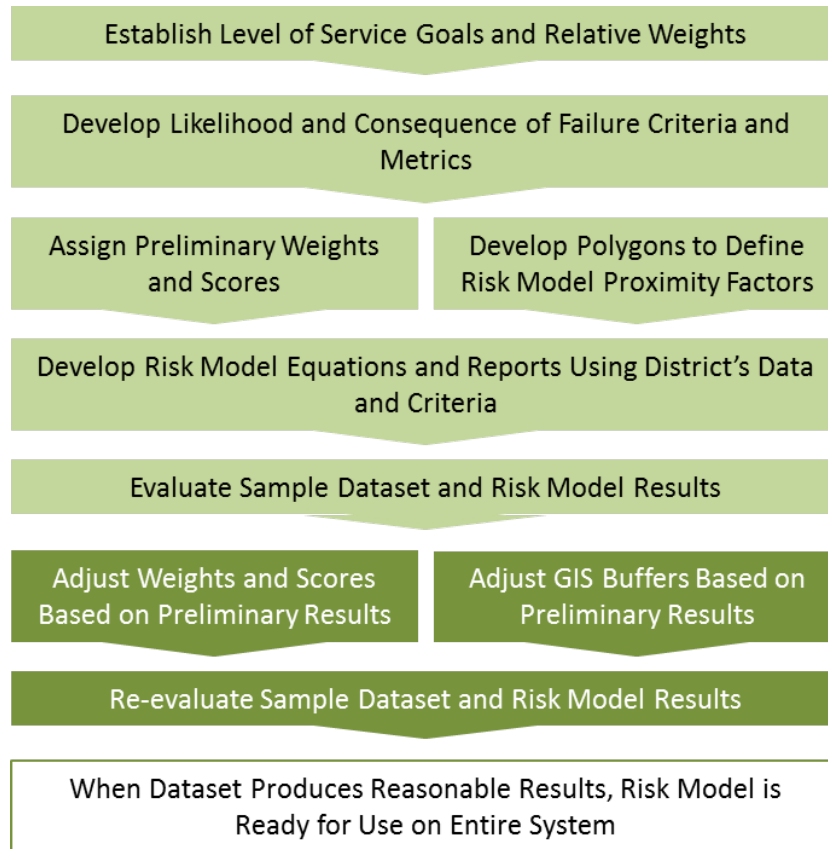 Establish Level of Service Goals and Relative Weights
Develop Likelihood and Consequence of Failure Criteria and
Metrics
Assign Preliminary Weights
and Scores
Develop Polygons to Define
Risk Model Proximity Factors
Develop Risk Model Equations and Reports Using District’s Data
and Criteria
Evaluate Sample Dataset and Risk Model Results
Adjust Weights and Scores
Based on Preliminary Results
Adjust GIS Buffers Based on
Preliminary Results
Re-evaluate Sample Dataset and Risk Model Results
When Dataset Produces Reasonable Results, Risk Model is
Ready for Use on Entire System